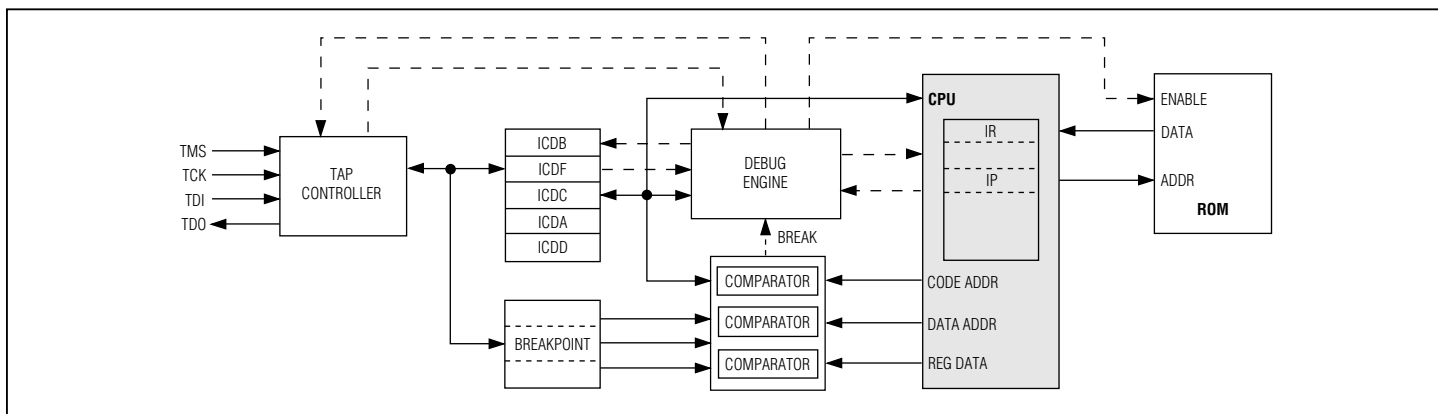 TMS
TCK
TDI
TDO
TAP
CONTROLLER
ICDB
ICDF
ICDC
ICDA
ICDD
BREAKPOINT
DEBUG
ENGINE
BREAK
COMPARATOR
COMPARATOR
COMPARATOR
CPU
IR
IP
CODE ADDR
DATA ADDR
REG DATA
ENABLE
DATA
ADDR
ROM